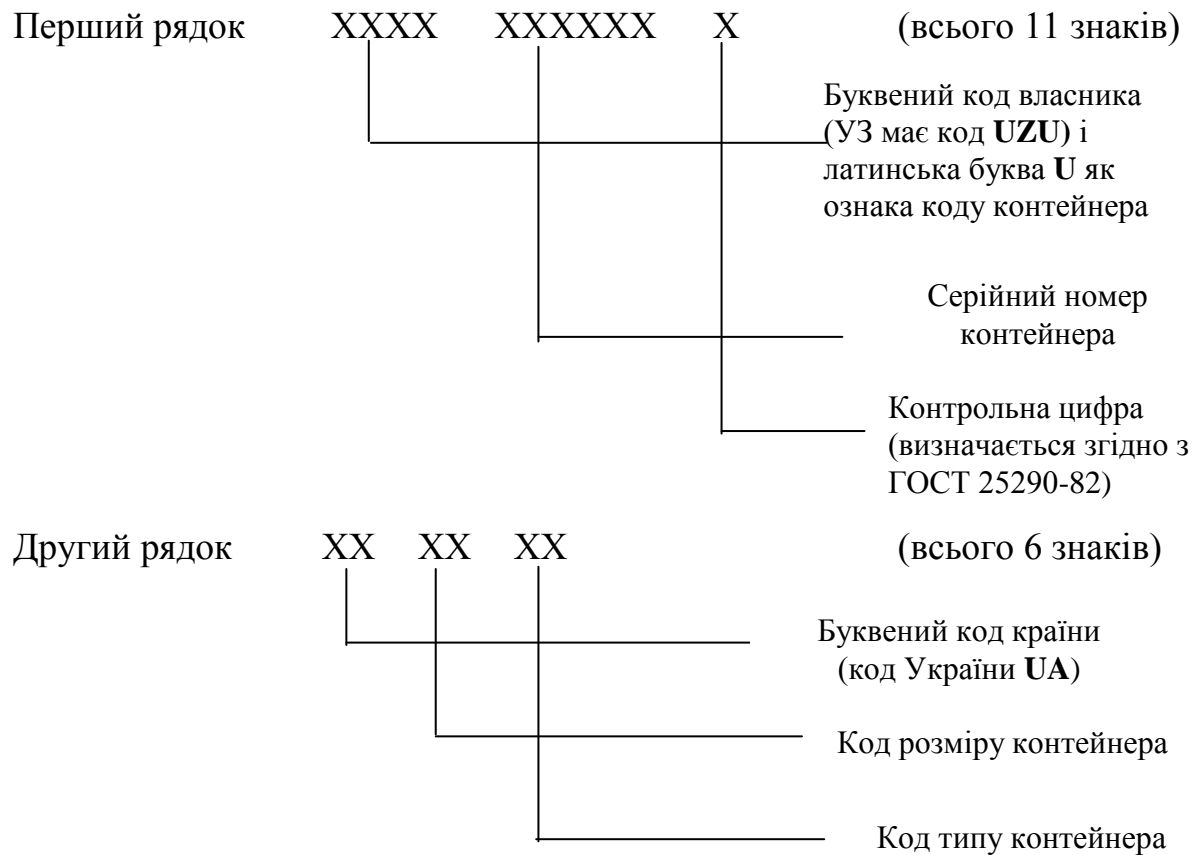 Перший рядок XXXX XXXXXX X (всього 11 знаків)
Буквений код власника
(УЗ має код UZU) і
латинська буква U як
ознака коду контейнера
Серійний номер
контейнера
Контрольна цифра
(визначається згідно з
ГОСТ 25290-82)
Другий рядок XX XX XX (всього 6 знаків)
Буквений код країни
(код України UA)
Код розміру контейнера
Код типу контейнера